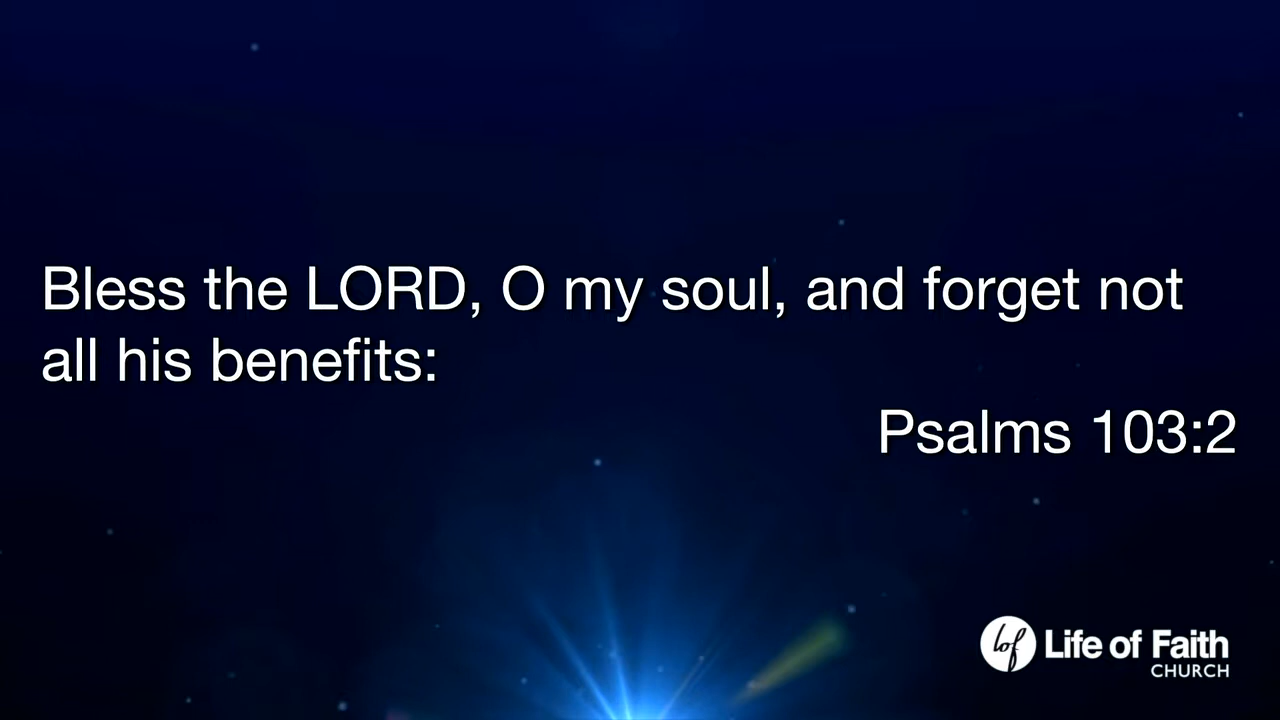 Bless the LORD, O my soul, and forget not
all his benefits:
Psalms 103:2
lof Life of Faith
CHURCH